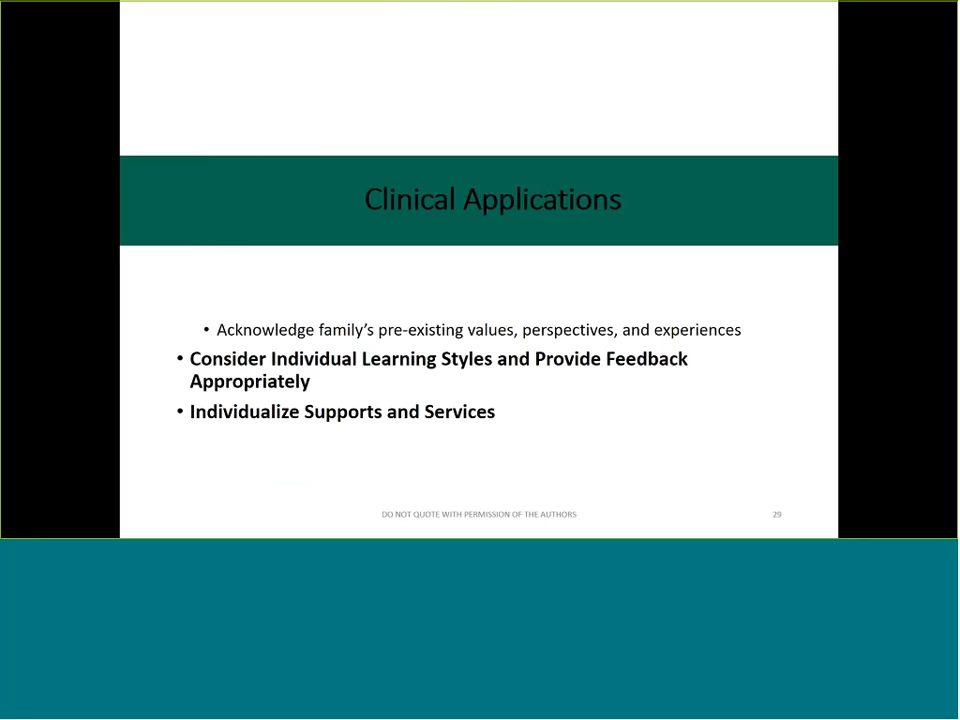 Clinical Applications
• Acknowledge family's pre-existing values, perspectives, and experiences
• Consider Individual Learning Styles and Provide Feedback
Appropriately
• Individualize Supports and Services
DO NOT QUOTE WITH PERMISSION OF THE AUTHORS
29